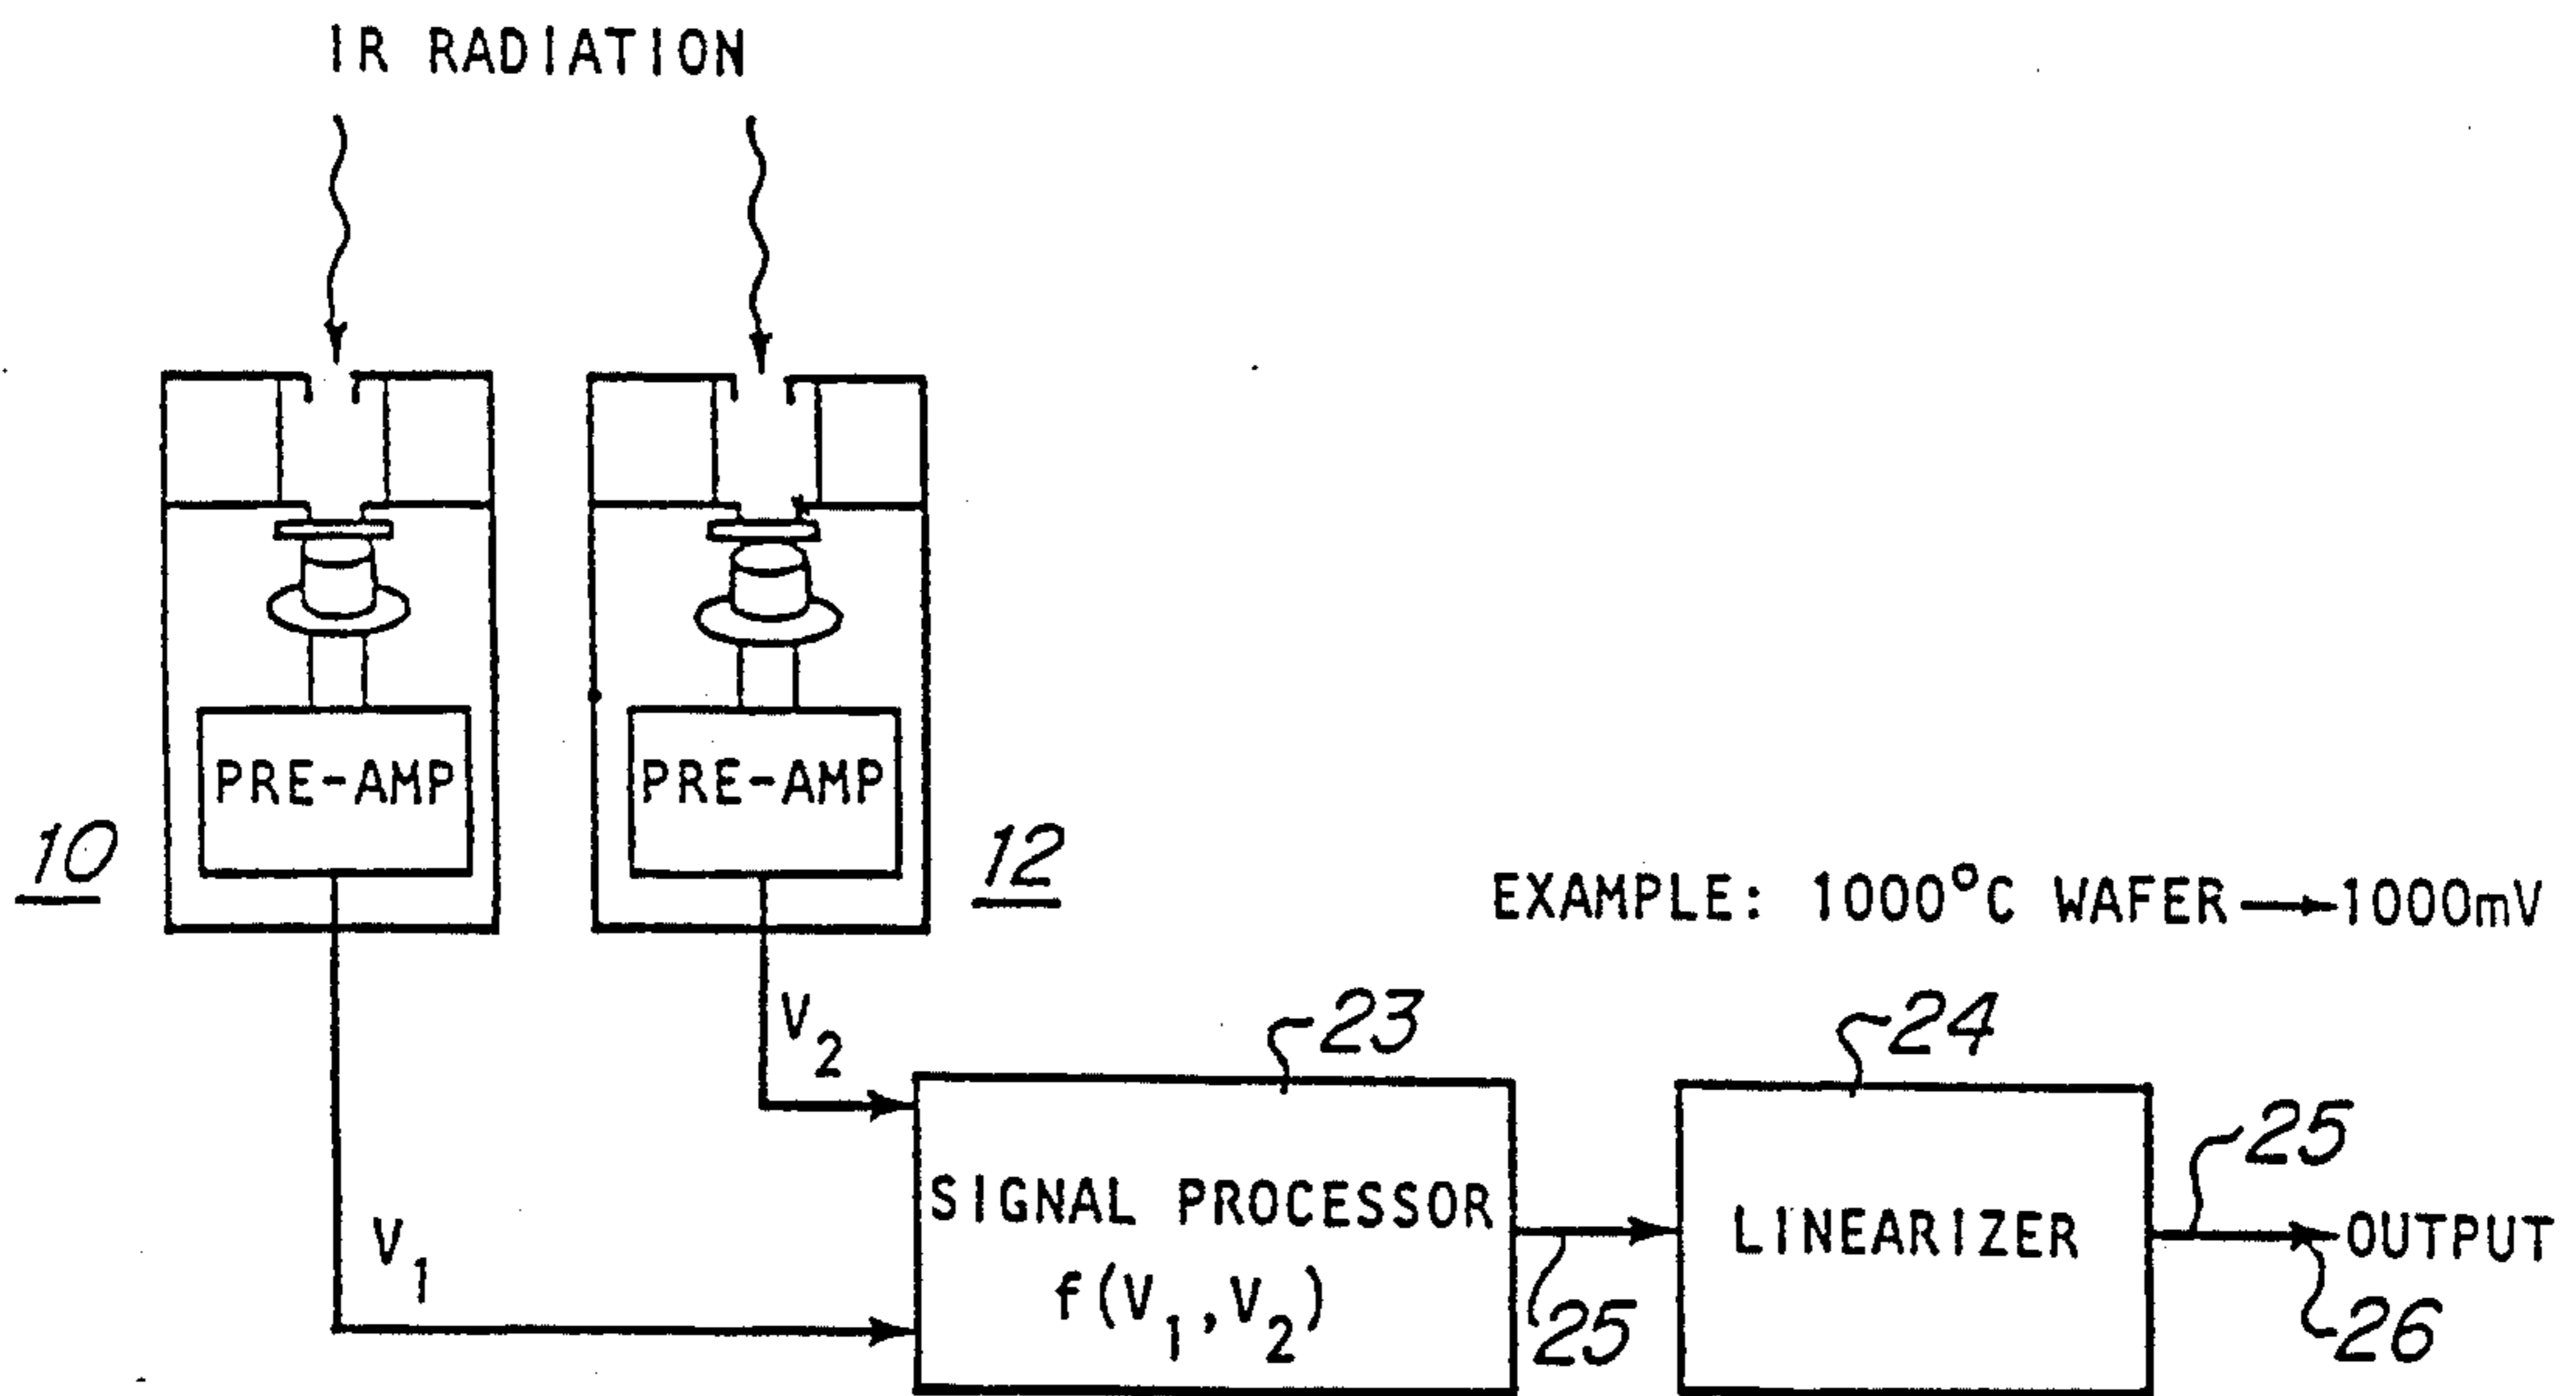 IR RADIATION
PRE-AMP
PRE-AMP
10
12
EXAMPLE: 1000°C WAFER → 1000mV
V2
23
24
25
SIGNAL PROCESSOR
f(V1,V2)
LINEARIZER
OUTPUT
V1
25
26